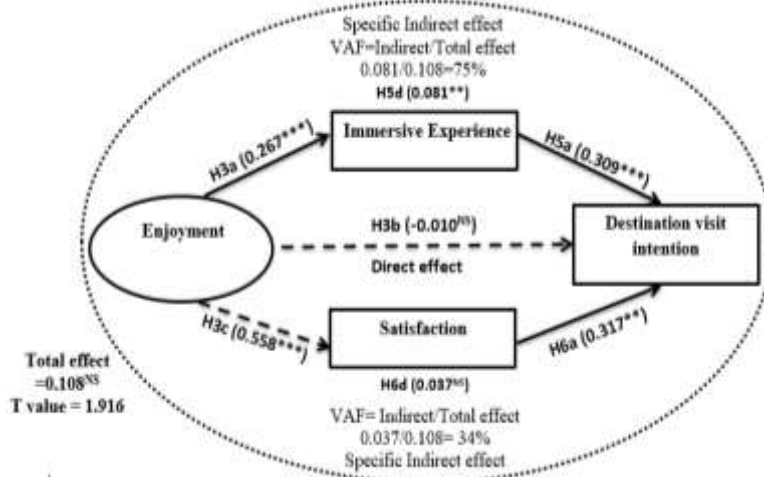 Specific Indirect effect
VAF=Indirect/Total effect
0.081/0.108=75%
H5d (0.081**)
Immersive Experience
H3a (0.267***)
H5a (0.309***)
Enjoyment
H3b (-0.010ᴺˢ)
Direct effect
Destination visit
intention
H3c (0.558***)
Satisfaction
H6a (0.317**)
H6d (0.037ᴺˢ)
Total effect
=0.108ᴺˢ
T value = 1.916
VAF= Indirect/Total effect
0.037/0.108= 34%
Specific Indirect effect